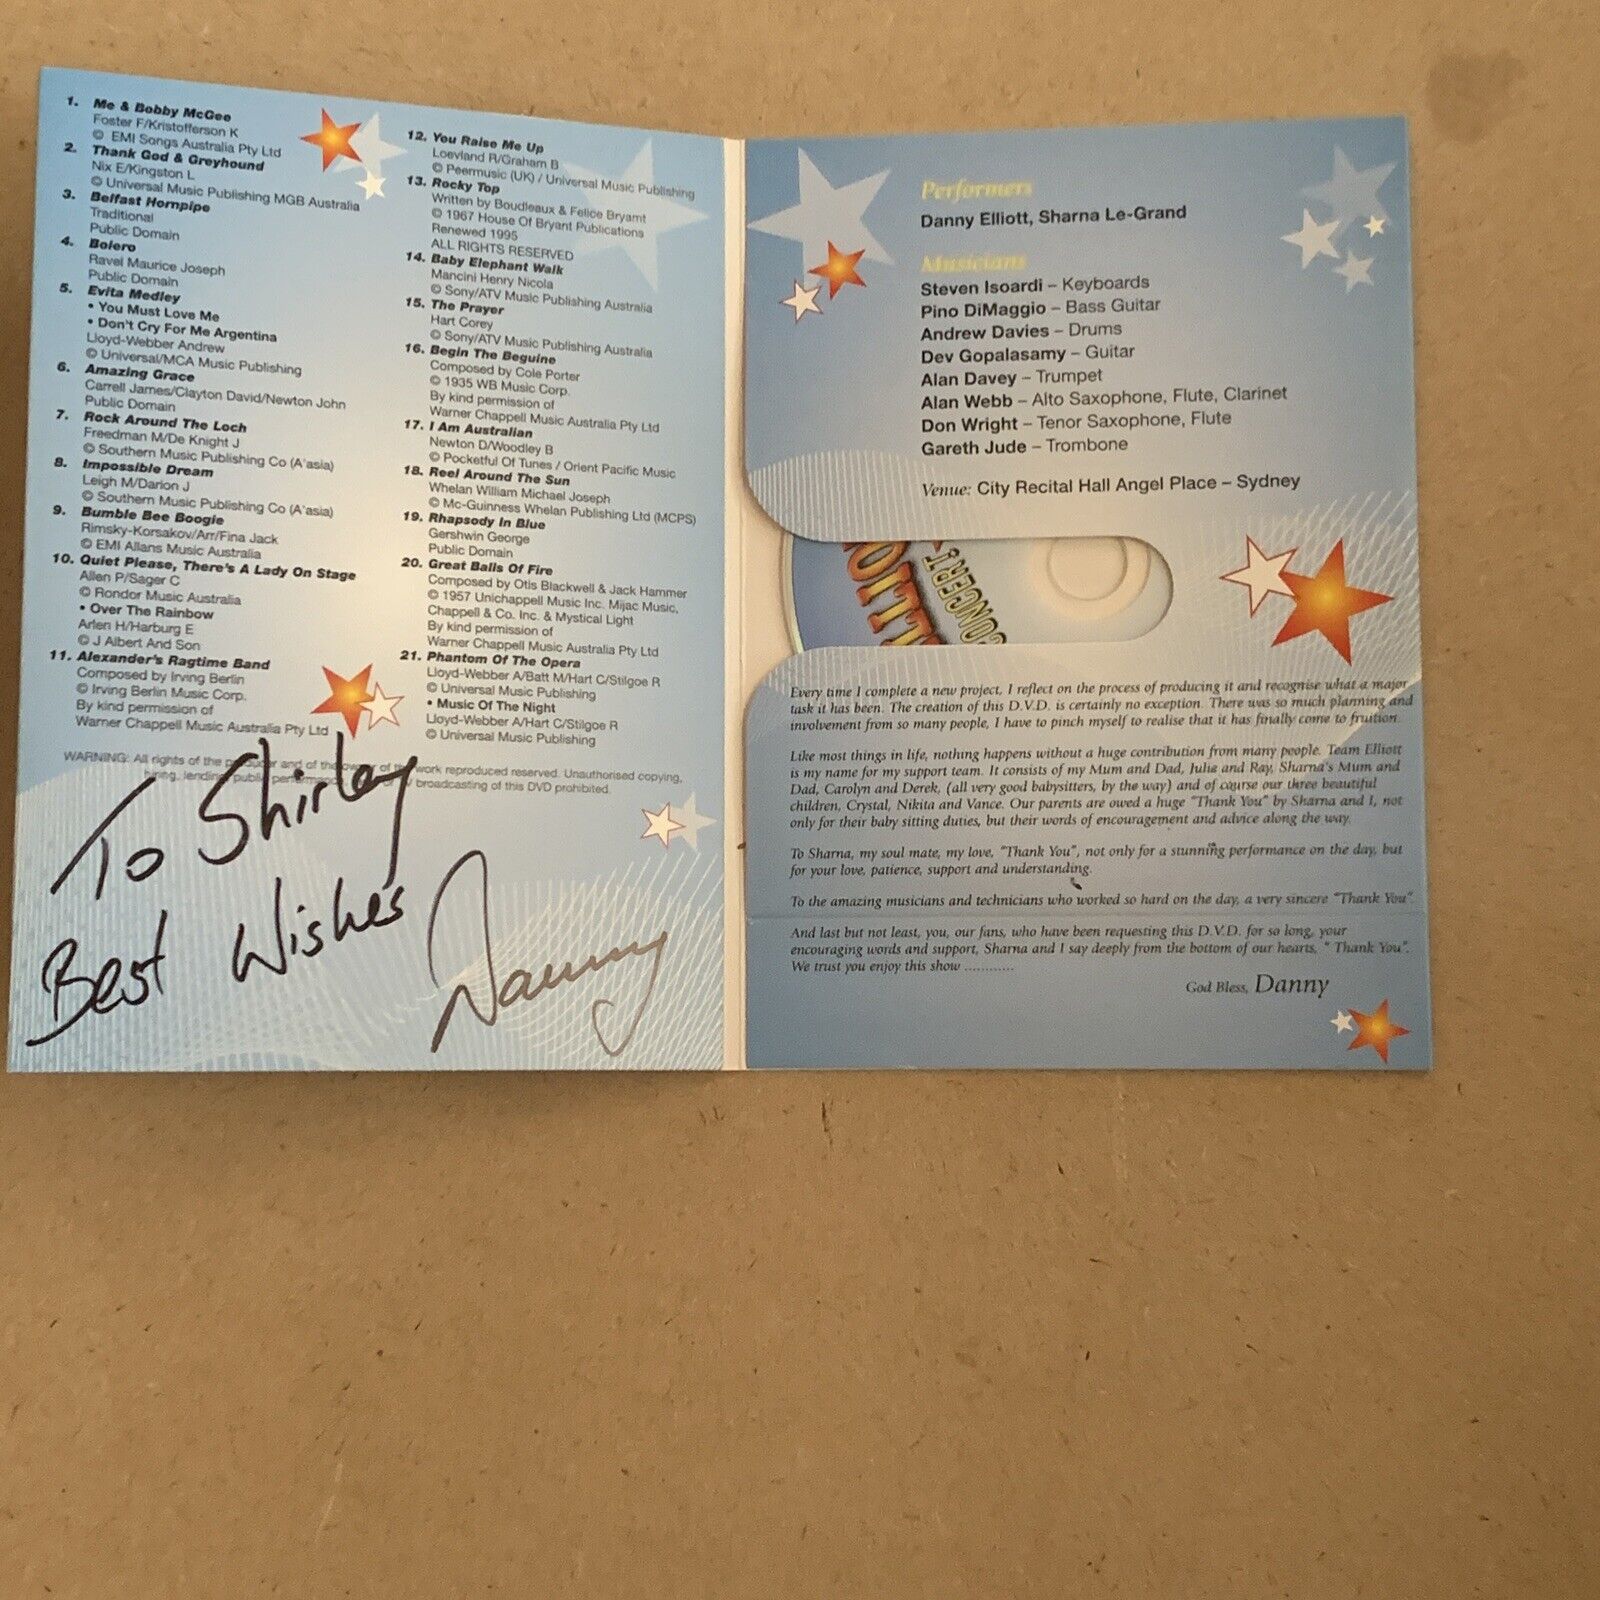 1. Me & Bobby McGee
Foster F/Kristofferson K
© EMI Songs Australia Pty Ltd
2. Thank God & Greyhound
Nix E/Kingston L
© Universal Music Publishing MGB Australia
3. Belfast Hornpipe
Traditional
Public Domain
4. Bolero
Ravel Maurice Joseph
Public Domain
5. Evita Medley
• You Must Love Me
• Don't Cry For Me Argentina
Lloyd-Webber Andrew
© Universal/MCA Music Publishing
6. Amazing Grace
Carrell James/Clayton David/Newton John
Public Domain
7. Rock Around The Loch
Freedman M/De Knight J
© Southern Music Publishing Co (A'asia)
8. Impossible Dream
Leigh M/Darion J
© Southern Music Publishing Co (A'asia)
9. Bumble Bee Boogie
Rimsky-Korsakov/Arr/Fina Jack
© EMI Allans Music Australia
10. Quiet Please, There's A Lady On Stage
Allen P/Sager C
© Rondor Music Australia
• Over The Rainbow
Arlen H/Harburg E
© J Albert And Son
11. Alexander's Ragtime Band
Composed by Irving Berlin
© Irving Berlin Music Corp.
By kind permission of
Warner Chappell Music Australia Pty Ltd
12. You Raise Me Up
Loevland R/Graham B
© Peermusic (UK) / Universal Music Publishing
13. Rocky Top
Written by Boudleaux & Felice Bryamt
© 1967 House Of Bryant Publications
Renewed 1995
ALL RIGHTS RESERVED
14. Baby Elephant Walk
Mancini Henry Nicola
© Sony/ATV Music Publishing Australia
15. The Prayer
Hart Corey
© Sony/ATV Music Publishing Australia
16. Begin The Beguine
Composed by Cole Porter
© 1935 WB Music Corp.
By kind permission of
Warner Chappell Music Australia Pty Ltd
17. I Am Australian
Newton D/Woodley B
© Pocketful Of Tunes / Orient Pacific Music
18. Reel Around The Sun
Whelan William Michael Joseph
© Mc-Guinness Whelan Publishing Ltd (MCPS)
19. Rhapsody In Blue
Gershwin George
Public Domain
20. Great Balls Of Fire
Composed by Otis Blackwell & Jack Hammer
© 1957 Unichappell Music Inc. Mijac Music,
Chappell & Co. Inc. & Mystical Light
By kind permission of
Warner Chappell Music Australia Pty Ltd
21. Phantom Of The Opera
Lloyd-Webber A/Batt M/Hart C/Stilgoe R
© Universal Music Publishing
• Music Of The Night
Lloyd-Webber A/Hart C/Stilgoe R
© Universal Music Publishing
WARNING: All rights of the producer and of the owner of the work reproduced reserved. Unauthorised copying,
hiring, lending, public performance broadcasting of this DVD prohibited.
To Shirley
Best Wishes
Danny
Performers
Danny Elliott, Sharna Le-Grand
Musicians
Steven Isoardi – Keyboards
Pino DiMaggio – Bass Guitar
Andrew Davies – Drums
Dev Gopalasamy – Guitar
Alan Davey – Trumpet
Alan Webb – Alto Saxophone, Flute, Clarinet
Don Wright – Tenor Saxophone, Flute
Gareth Jude – Trombone
Venue: City Recital Hall Angel Place – Sydney
CONCERT
Every time I complete a new project, I reflect on the process of producing it and recognise what a major
task it has been. The creation of this D.V.D. is certainly no exception. There was so much planning and
involvement from so many people, I have to pinch myself to realise that it has finally come to fruition.
Like most things in life, nothing happens without a huge contribution from many people. Team Elliott
is my name for my support team. It consists of my Mum and Dad, Julie and Ray, Sharna's Mum and
Dad, Carolyn and Derek, (all very good babysitters, by the way) and of course our three beautiful
children, Crystal, Nikita and Vance. Our parents are owed a huge "Thank You" by Sharna and I, not
only for their baby sitting duties, but their words of encouragement and advice along the way.
To Sharna, my soul mate, my love, "Thank You", not only for a stunning performance on the day, but
for your love, patience, support and understanding.
To the amazing musicians and technicians who worked so hard on the day, a very sincere "Thank You".
And last but not least, you, our fans, who have been requesting this D.V.D. for so long, your
encouraging words and support, Sharna and I say deeply from the bottom of our hearts, " Thank You".
We trust you enjoy this show ............
God Bless, Danny